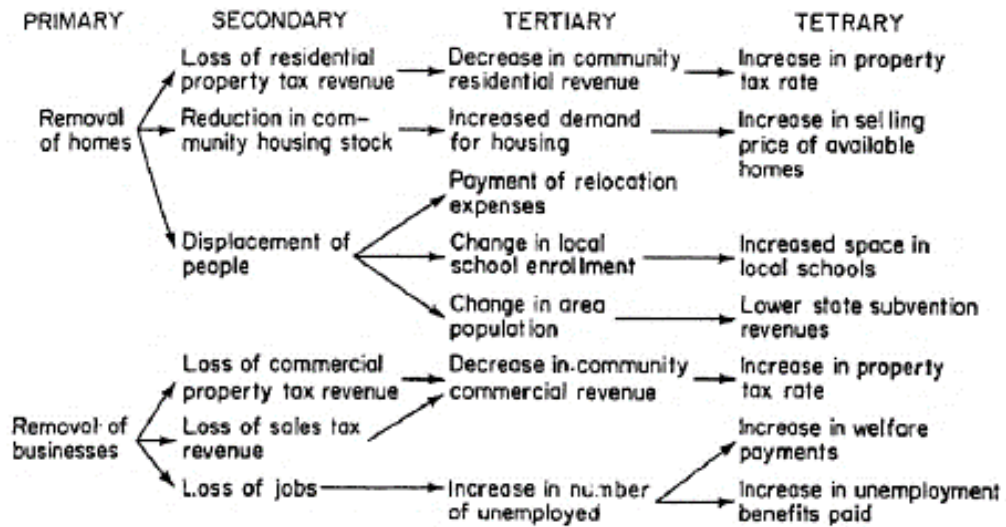 PRIMARY SECONDARY TERTIARY TETRARY
Loss of residential
property tax revenue
Decrease in community
residential revenue
Increase in property
tax rate
Removal
of homes
Reduction in com-
munity housing stock
Increased demand
for housing
Increase in selling
price of available
homes
Payment of relocation
expenses
Displacement of
people
Change in local
school enrollment
Increased space in
local schools
Change in area
population
Lower state subvention
revenues
Loss of commercial
property tax revenue
Decrease in community
commercial revenue
Increase in property
tax rate
Removal of
businesses
Loss of sales tax
revenue
Increase in welfare
payments
Loss of jobs
Increase in number
of unemployed
Increase in unemployment
benefits paid